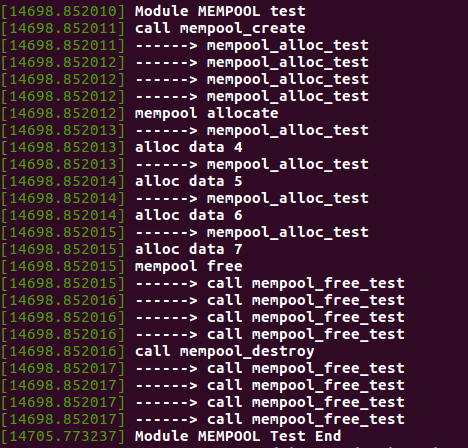 [14698.852010] Module MEMPOOL test
[14698.852011] call mempool_create
[14698.852011] ------> mempool_alloc_test
[14698.852012] ------> mempool_alloc_test
[14698.852012] ------> mempool_alloc_test
[14698.852012] ------> mempool_alloc_test
[14698.852012] mempool allocate
[14698.852013] ------> mempool_alloc_test
[14698.852013] alloc data 4
[14698.852013] ------> mempool_alloc_test
[14698.852014] alloc data 5
[14698.852014] ------> mempool_alloc_test
[14698.852014] alloc data 6
[14698.852015] ------> mempool_alloc_test
[14698.852015] alloc data 7
[14698.852015] mempool free
[14698.852015] ------> call mempool_free_test
[14698.852016] ------> call mempool_free_test
[14698.852016] ------> call mempool_free_test
[14698.852016] ------> call mempool_free_test
[14698.852016] call mempool_destroy
[14698.852017] ------> call mempool_free_test
[14698.852017] ------> call mempool_free_test
[14698.852017] ------> call mempool_free_test
[14698.852017] ------> call mempool_free_test
[14705.773237] Module MEMPOOL Test End